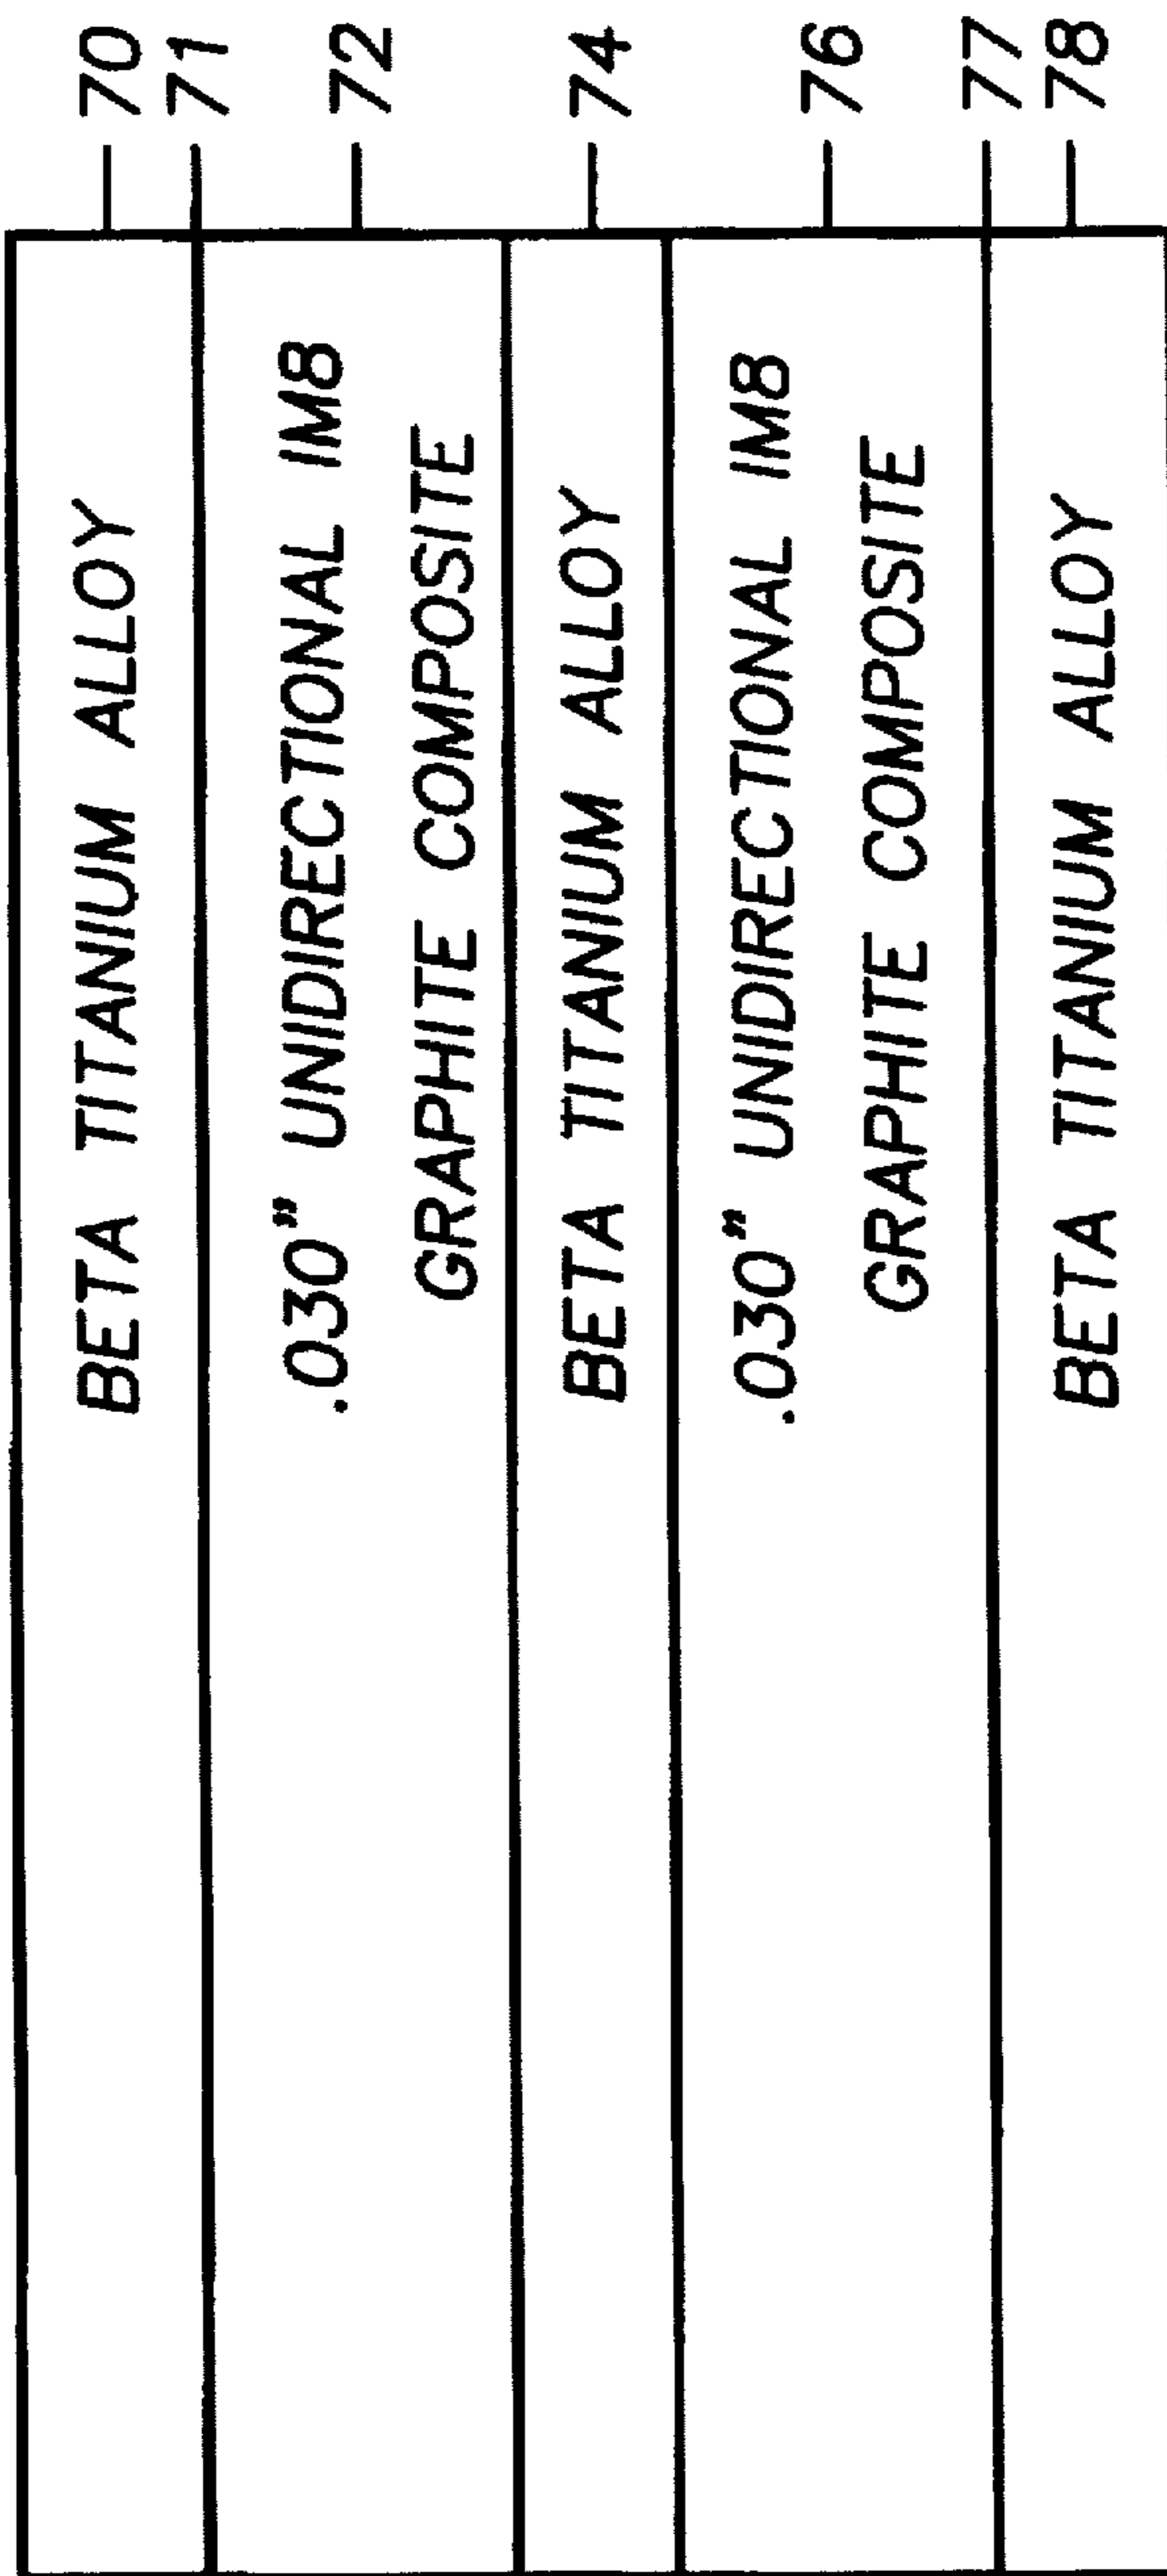 BETA TITANIUM ALLOY
70
71
.030" UNIDIRECTIONAL IM8
GRAPHITE COMPOSITE
72
BETA TITANIUM ALLOY
74
.030" UNIDIRECTIONAL IM8
GRAPHITE COMPOSITE
76
77
BETA TITANIUM ALLOY
78